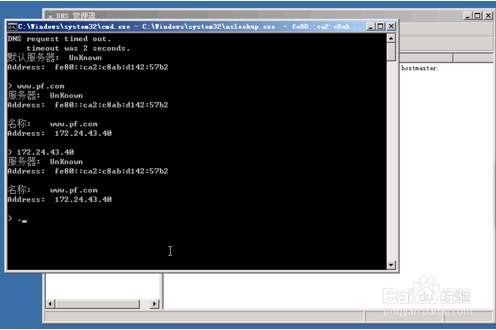 DNS 管理器
C:\Windows\system32\cmd.exe - C:\Windows\system32\nslookup.exe - fe80::ca2:c8ab...
DNS request timed out.
timeout was 2 seconds.
默认服务器: UnKnown
Address: fe80::ca2:c8ab:d142:57b2
> www.pf.com
服务器: UnKnown
Address: fe80::ca2:c8ab:d142:57b2
名称: www.pf.com
Address: 172.24.43.40
> 172.24.43.40
服务器: UnKnown
Address: fe80::ca2:c8ab:d142:57b2
名称: www.pf.com
Address: 172.24.43.40
> ._
hostmaster.
Baidu 经验
jingyan.baidu.com